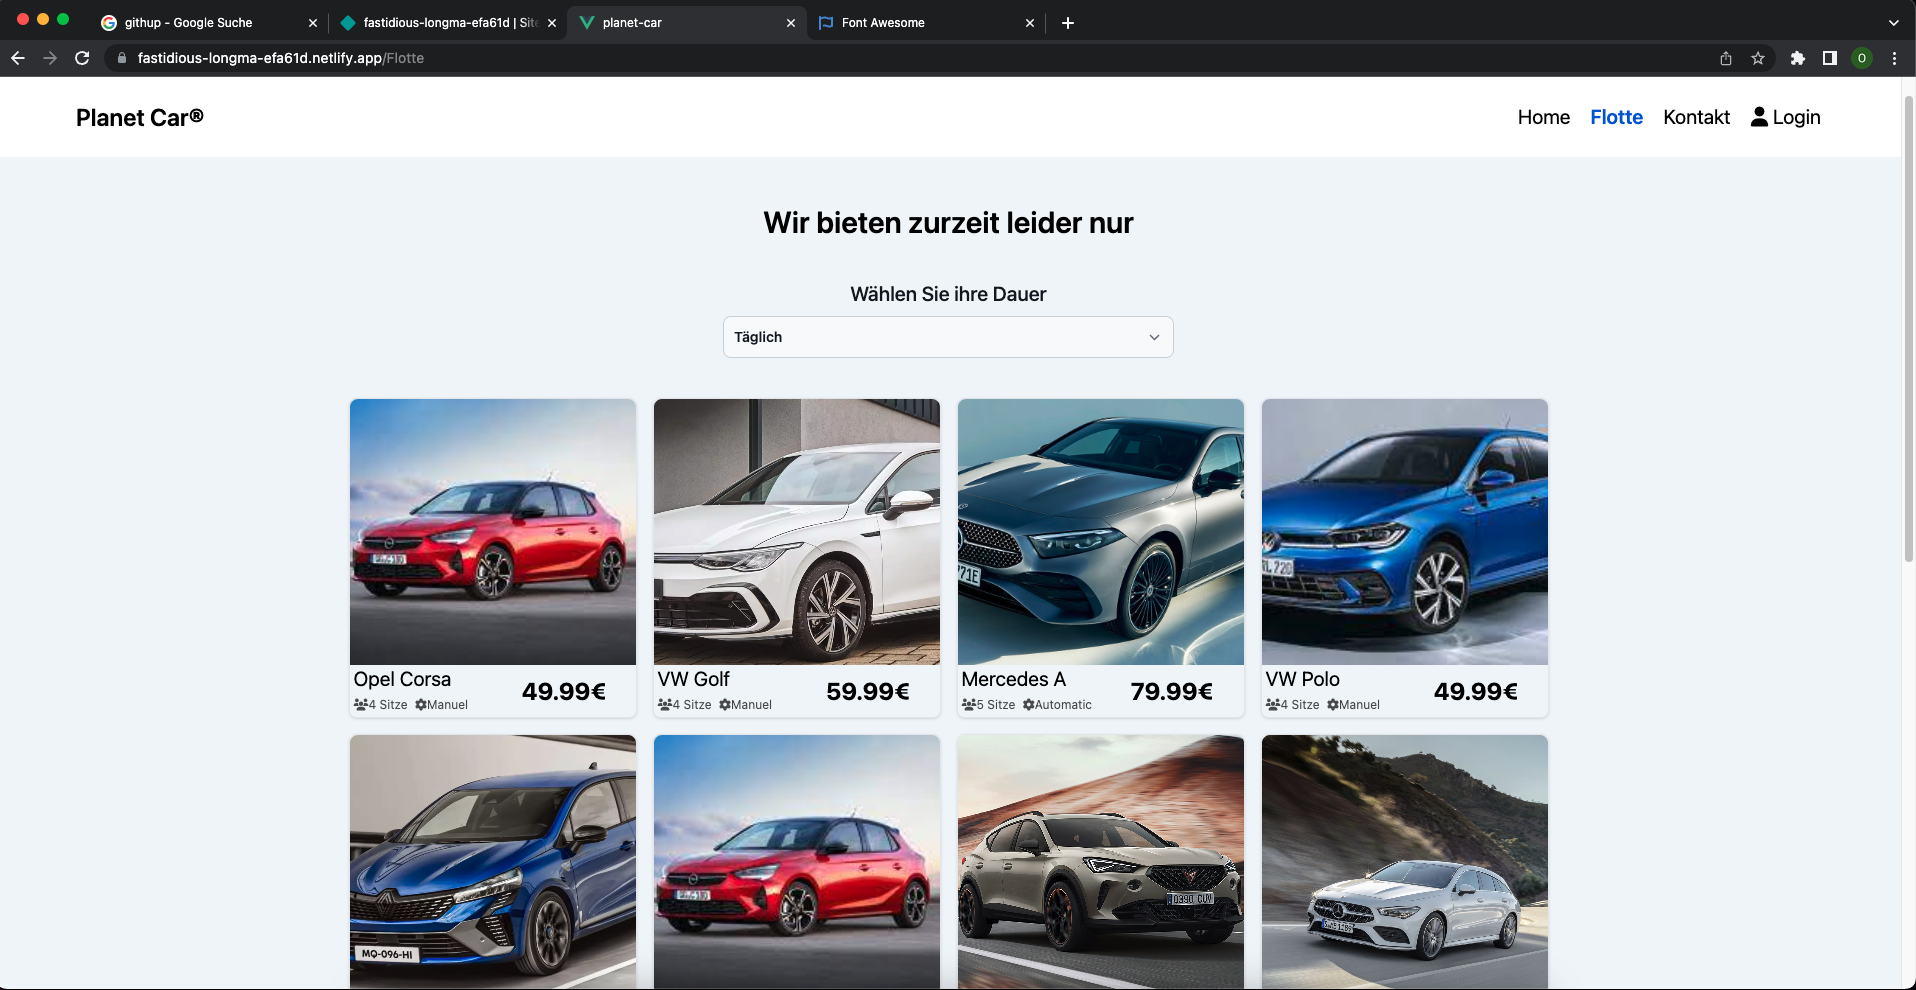 githup - Google Suche
fastidious-longma-efa61d | Site
planet-car
Font Awesome
fastidious-longma-efa61d.netlify.app/Flotte
O
Planet Car®
Home Flotte Kontakt Login
Wir bieten zurzeit leider nur
Wählen Sie ihre Dauer
Täglich
Opel Corsa
4 Sitze Manuel
49.99€
VW Golf
4 Sitze Manuel
59.99€
Mercedes A
5 Sitze Automatic
79.99€
VW Polo
4 Sitze Manuel
49.99€
MQ-096-HI
0390 CUV